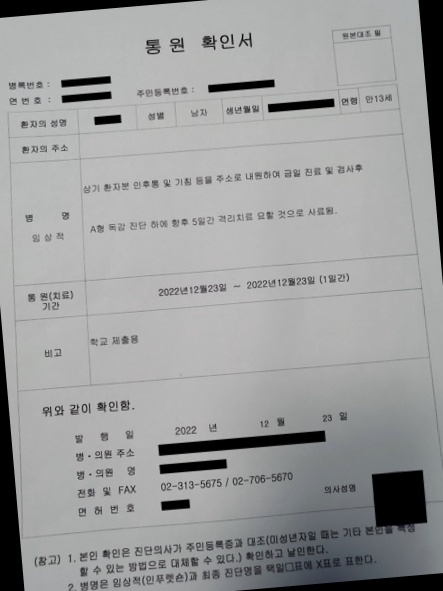 통 원 확인서
원본대조 필
병록번호 :
연 번 호 :
주민등록번호 :
환자의 성명 성별 남자 생년월일 연령 만13세
환자의 주소
병 명
임상적
상기 환자분 인후통 및 기침 등을 주소로 내원하여 금일 진료 및 검사후
A형 독감 진단 하에 향후 5일간 격리치료 요할 것으로 사료됨.
통 원(치료)
기간
2022년12월23일 ~ 2022년12월23일 (1일간)
비고
학교 제출용
위와 같이 확인함.
발 행 일 2022 년 12 월 23 일
병·의원 주소
병·의원 명
전화 및 FAX 02-313-5675 / 02-706-5670
면 허 번 호
의사성명
(참고) 1. 본인 확인은 진단의사가 주민등록증과 대조(미성년자일 때는 기타 본인을
할 수 있는 방법으로 대체할 수 있다.) 확인하고 날인한다.
2. 병명은 임상적(인푸렛숀)과 최종 진단명을 택일□표에 X표로 표한다.